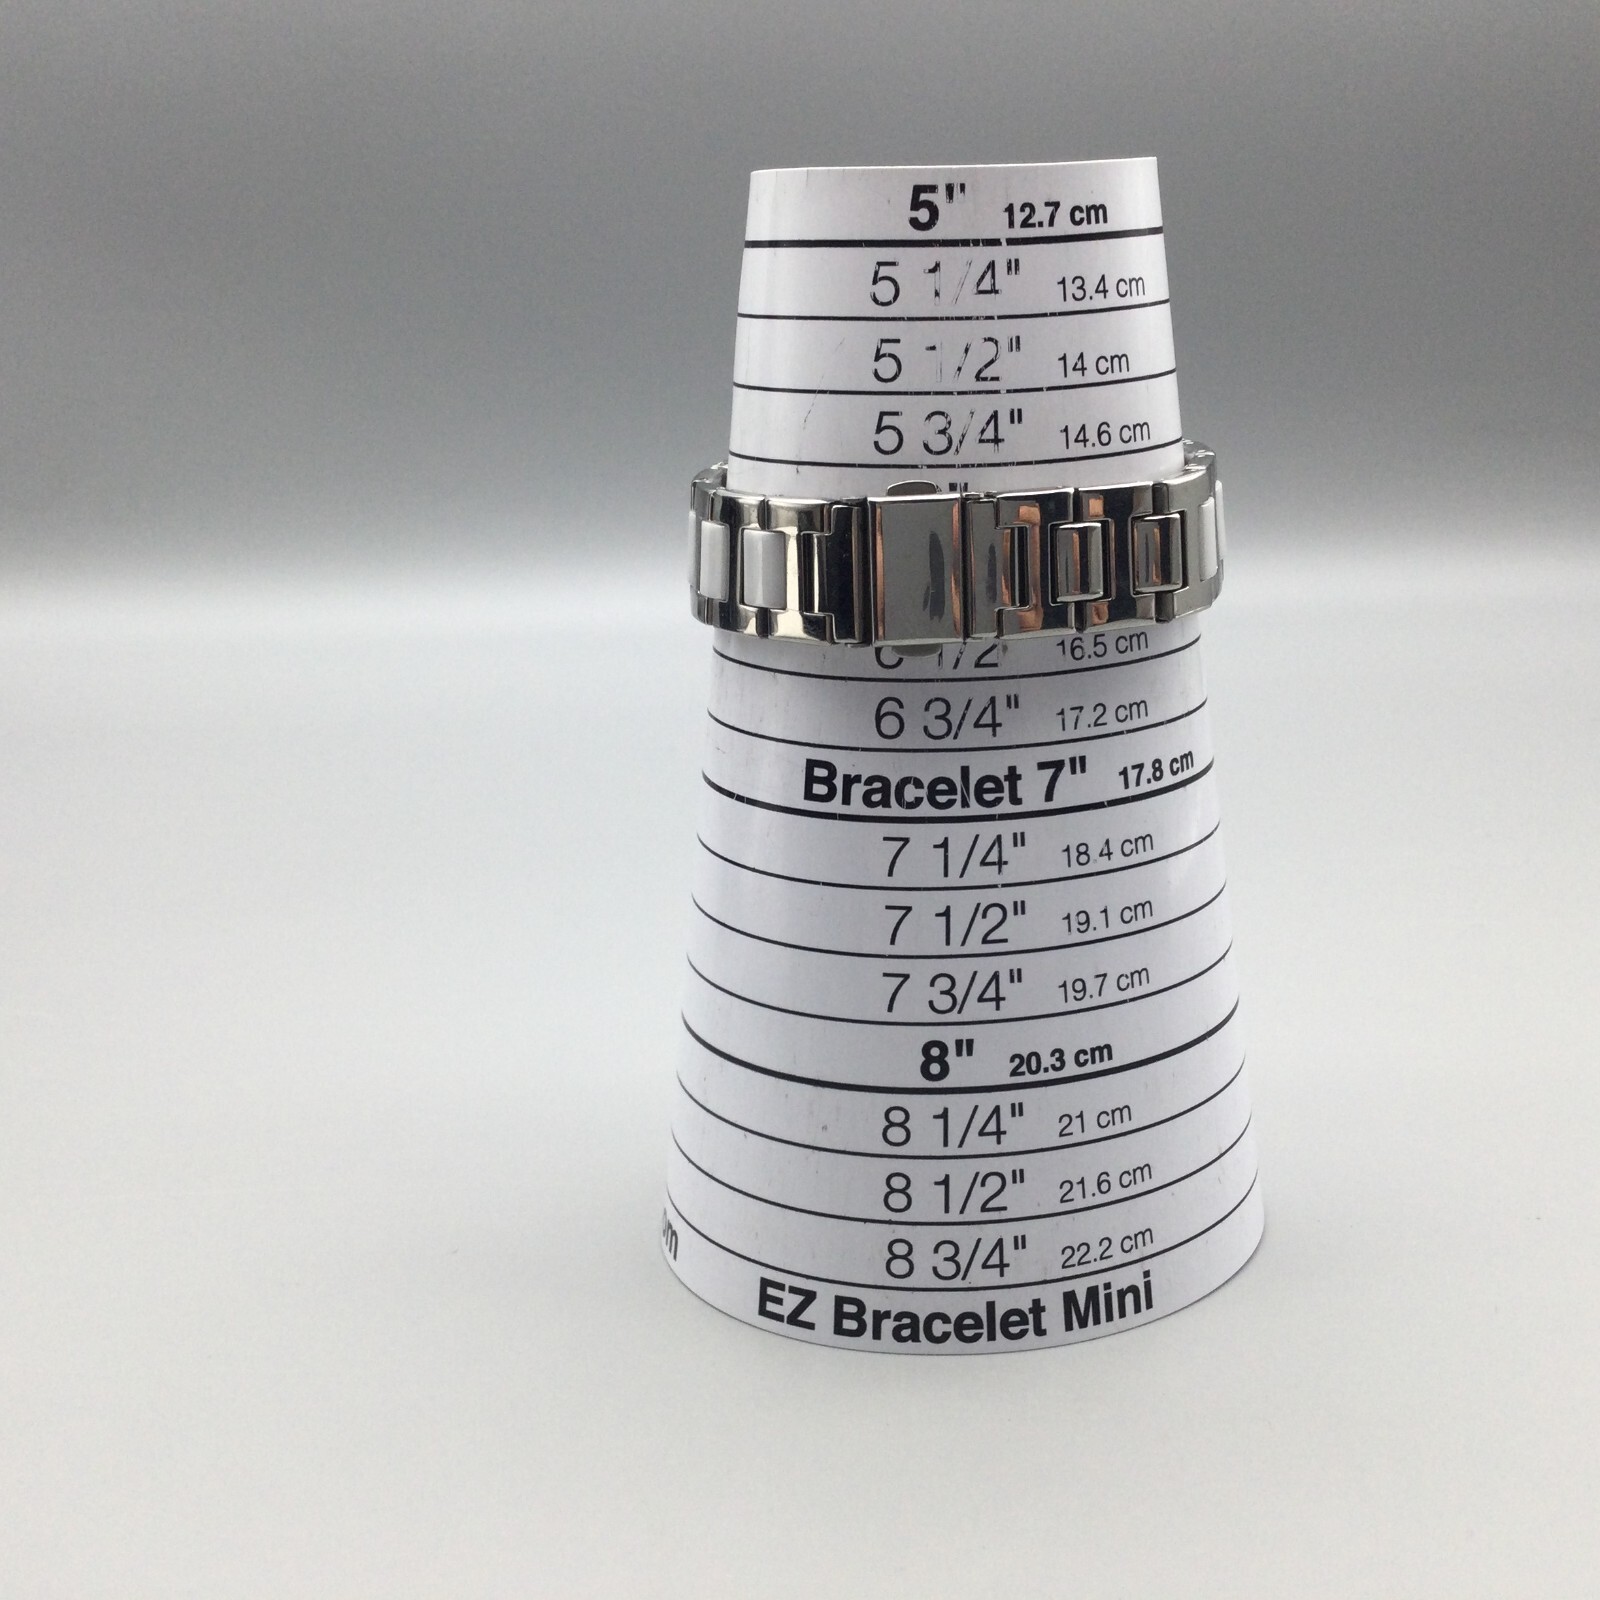 5" 12.7 cm
5 1/4" 13.4 cm
5 1/2" 14 cm
5 3/4" 14.6 cm
6 1/2" 16.5 cm
6 3/4" 17.2 cm
Bracelet 7" 17.8 cm
7 1/4" 18.4 cm
7 1/2" 19.1 cm
7 3/4" 19.7 cm
8" 20.3 cm
8 1/4" 21 cm
8 1/2" 21.6 cm
8 3/4" 22.2 cm
EZ Bracelet Mini